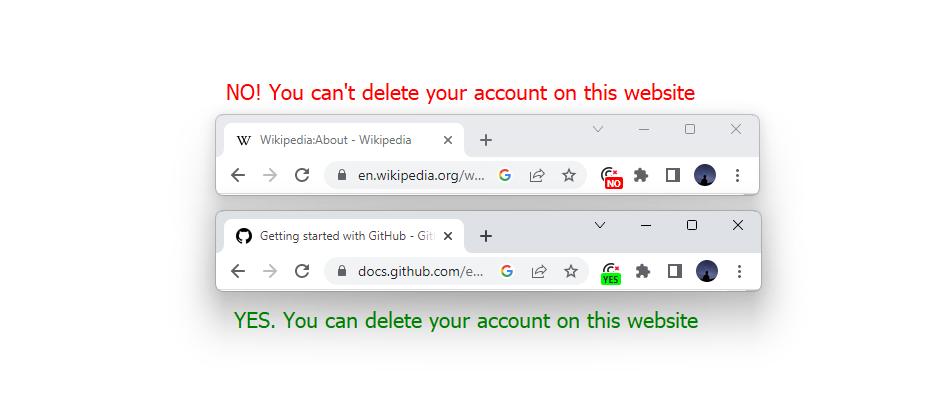 NO! You can't delete your account on this website
Wikipedia:About - Wikipedia
en.wikipedia.org/w...
NO
Getting started with GitHub - Git
docs.github.com/e...
YES
YES. You can delete your account on this website